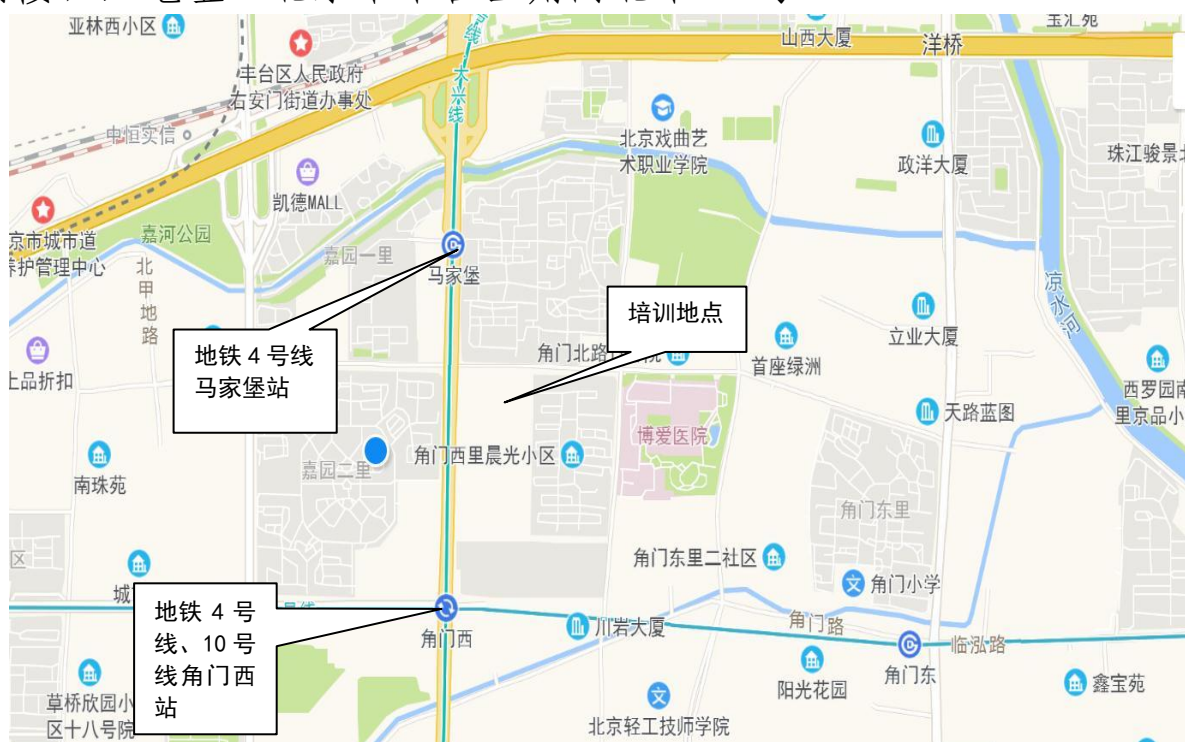 亚林西小区
号线
大兴线
山西大厦
洋桥
宝汇苑
丰台区人民政府
右安门街道办事处
中恒实信
北京戏曲艺
术职业学院
政洋大厦
珠江骏景
凯德MALL
京市城市道
养护管理中心
嘉河公园
北甲地路
嘉园一里
马家堡
凉水河
培训地点
地铁 4 号线
马家堡站
立业大厦
角门北路
院
首座绿洲
上品折扣
西罗园南
里京品小
天路蓝图
博爱医院
角门西里晨光小区
嘉园二里
南珠苑
角门东里
区
角门东里二社区
角门小学
城
号线
地铁 4 号
线、10 号
线角门西
站
角门西
川岩大厦
角门路
临泓路
角门东
阳光花园
鑫宝苑
草桥欣园小
区十八号院
北京轻工技师学院